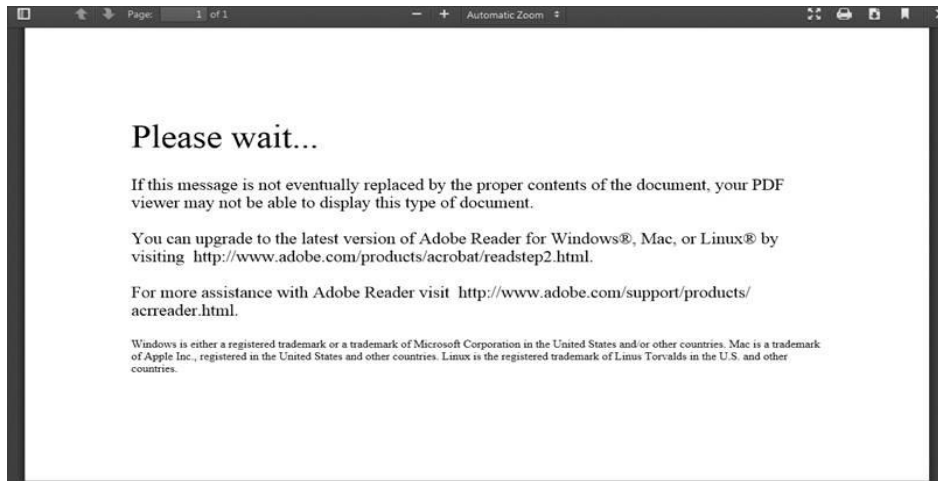 Page: 1 of 1 Automatic Zoom
Please wait...
If this message is not eventually replaced by the proper contents of the document, your PDF
viewer may not be able to display this type of document.
You can upgrade to the latest version of Adobe Reader for Windows®, Mac, or Linux® by
visiting http://www.adobe.com/products/acrobat/readstep2.html.
For more assistance with Adobe Reader visit http://www.adobe.com/support/products/
acrreader.html.
Windows is either a registered trademark or a trademark of Microsoft Corporation in the United States and/or other countries. Mac is a trademark
of Apple Inc., registered in the United States and other countries. Linux is the registered trademark of Linus Torvalds in the U.S. and other
countries.